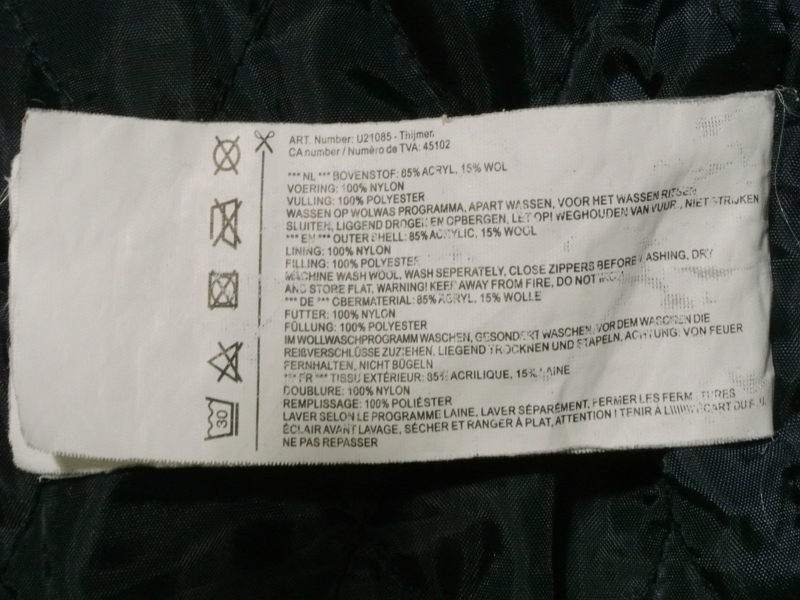 ART. Number: U21085 - Thijmen
CA number / Numéro de TVA: 45102
*** NL *** BOVENSTOF: 85% ACRYL, 15% WOL
VOERING: 100% NYLON
VULLING: 100% POLYESTER
WASSEN OP WOLWAS PROGRAMMA, APART WASSEN, VOOR HET WASSEN RITSEN
SLUITEN, LIGGEND DROGEN EN OPBERGEN, LET OP! WEGHOUDEN VAN VUUR, NIET STRIJKEN
*** EN *** OUTER SHELL: 85% ACRYLIC, 15% WOOL
LINING: 100% NYLON
FILLING: 100% POLYESTER
MACHINE WASH WOOL, WASH SEPERATELY, CLOSE ZIPPERS BEFORE WASHING, DRY
AND STORE FLAT, WARNING! KEEP AWAY FROM FIRE, DO NOT
*** DE *** OBERMATERIAL: 85% ACRYL, 15% WOLLE
FUTTER: 100% NYLON
FÜLLUNG: 100% POLYESTER
IM WOLLWASCHPROGRAMM WASCHEN, GESONDERT WASCHEN, VOR DEM WASCHEN DIE
REIßVERSCHLÜSSE ZUZIEHEN, LIEGEND TROCKNEN UND STAPELN, ACHTUNG: VON FEUER
FERNHALTEN, NICHT BÜGELN
*** FR *** TISSU EXTÉRIEUR: 85% ACRILIQUE, 15% LAINE
DOUBLURE: 100% NYLON
REMPLISSAGE: 100% POLIÉSTER
LAVER SELON LE PROGRAMME LAINE, LAVER SÉPARÉMENT, FERMER LES FERMETURES
ÉCLAIR AVANT LAVAGE, SÉCHER ET RANGER À PLAT, ATTENTION! TENIR À L'ÉCART DU
NE PAS REPASSER
30